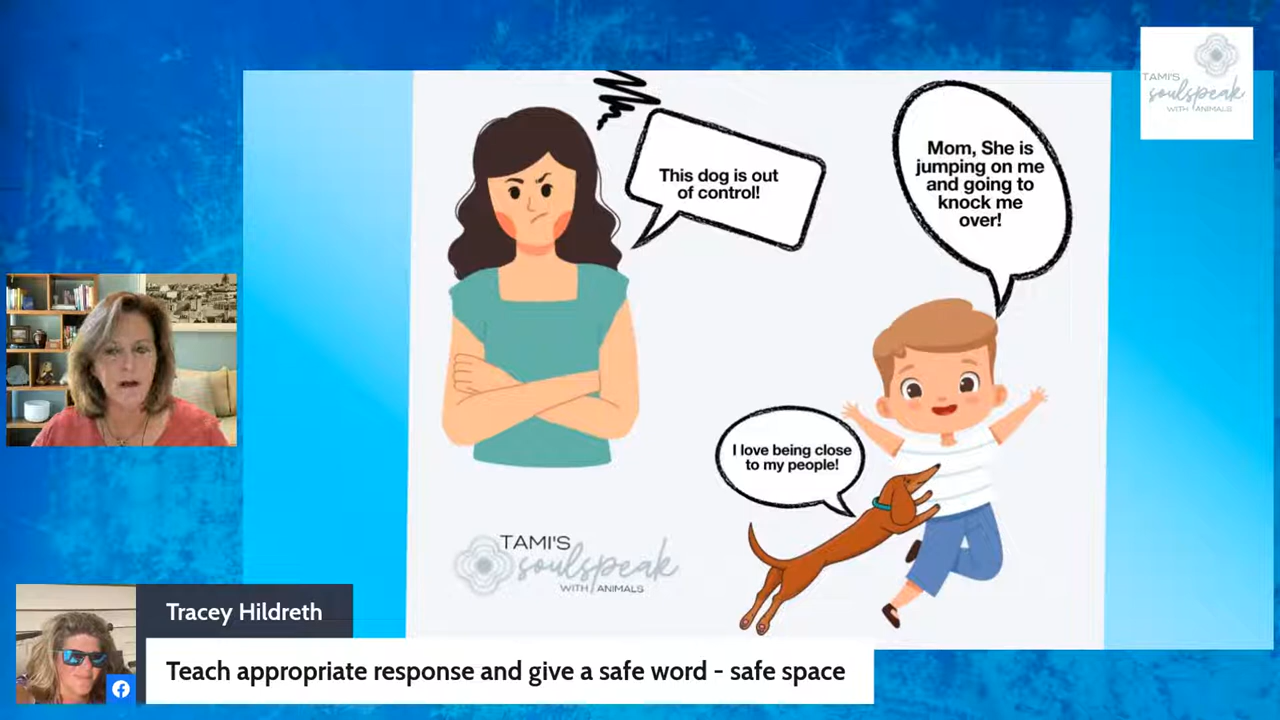 TAMI'S
soulspeak
WITH ANIMALS
This dog is out
of control!
Mom, She is
jumping on me
and going to
knock me
over!
I love being close
to my people!
TAMI'S
soulspeak
WITH ANIMALS
Tracey Hildreth
Teach appropriate response and give a safe word - safe space